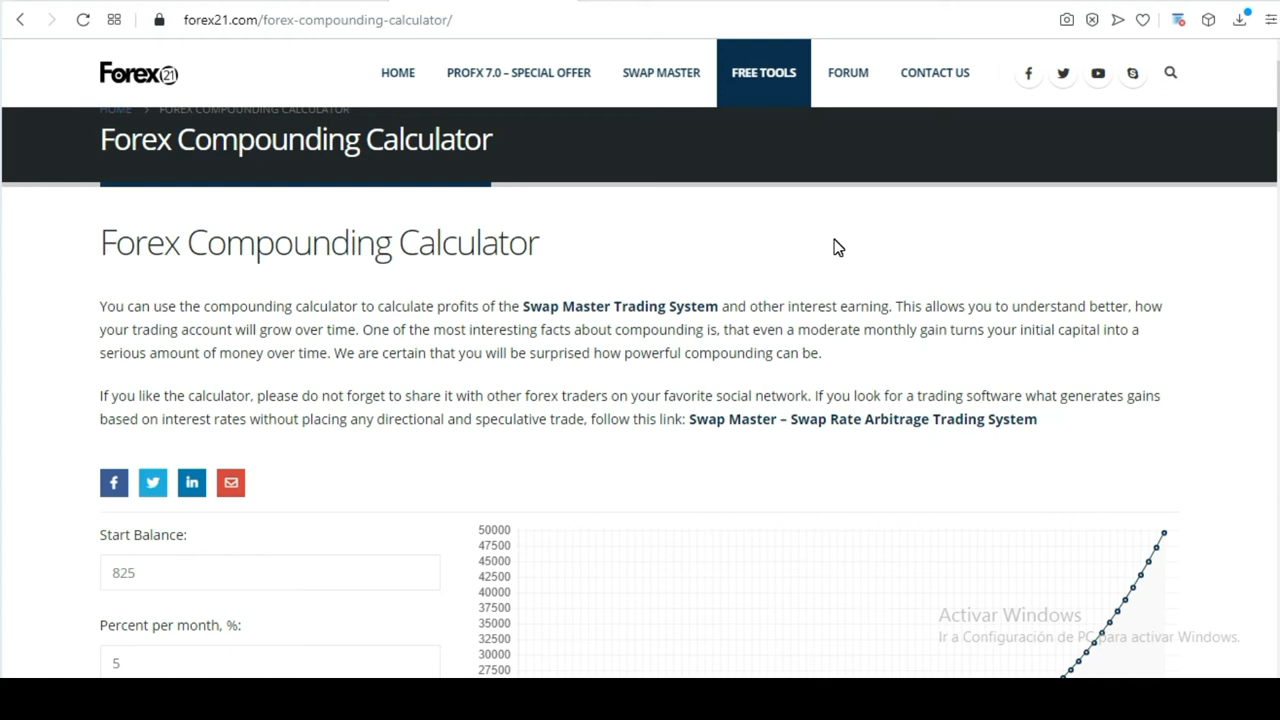 forex21.com/forex-compounding-calculator/
Forex 21
HOME PROFX 7.0 – SPECIAL OFFER SWAP MASTER FREE TOOLS FORUM CONTACT US
HOME > FOREX COMPOUNDING CALCULATOR
Forex Compounding Calculator
Forex Compounding Calculator
You can use the compounding calculator to calculate profits of the Swap Master Trading System and other interest earning. This allows you to understand better, how
your trading account will grow over time. One of the most interesting facts about compounding is, that even a moderate monthly gain turns your initial capital into a
serious amount of money over time. We are certain that you will be surprised how powerful compounding can be.
If you like the calculator, please do not forget to share it with other forex traders on your favorite social network. If you look for a trading software what generates gains
based on interest rates without placing any directional and speculative trade, follow this link: Swap Master – Swap Rate Arbitrage Trading System
Start Balance:
825
Percent per month, %:
5
50000
47500
45000
42500
40000
37500
35000
32500
30000
27500
Activar Windows
Ir a Configuración de PC para activar Windows.